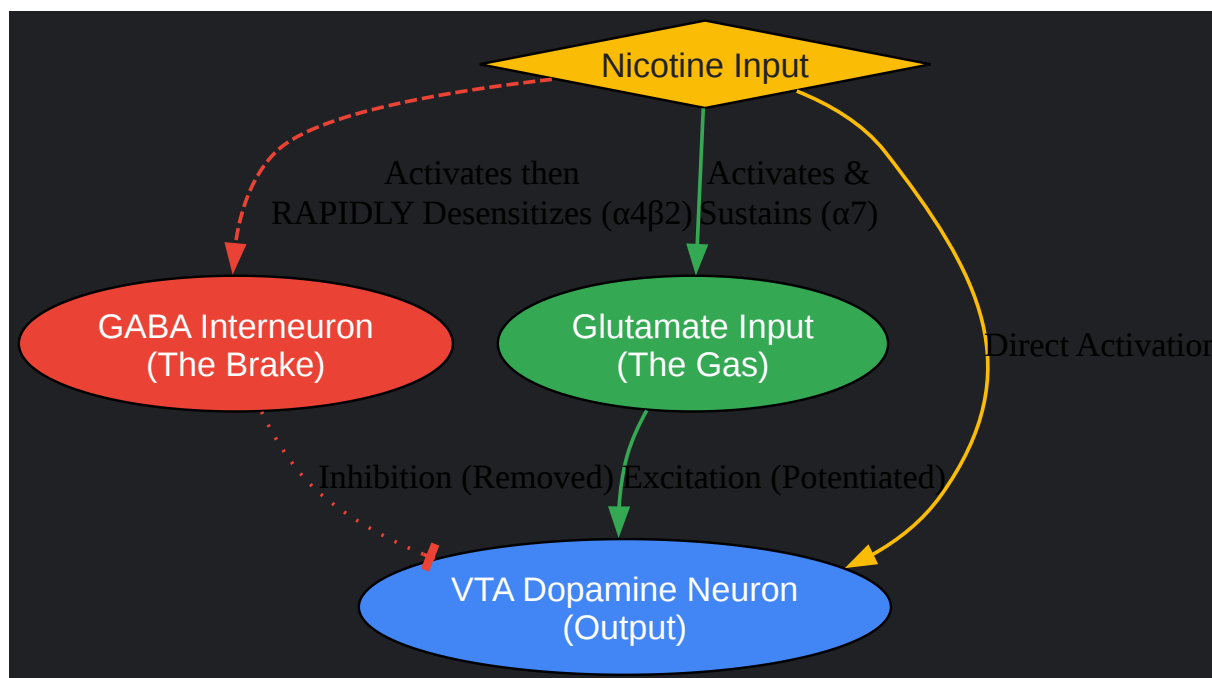 Nicotine Input
Activates then
RAPIDLY Desensitizes (α4β2)
Activates &
Sustains (α7)
GABA Interneuron
(The Brake)
Glutamate Input
(The Gas)
Direct Activation
Inhibition (Removed)
Excitation (Potentiated)
VTA Dopamine Neuron
(Output)